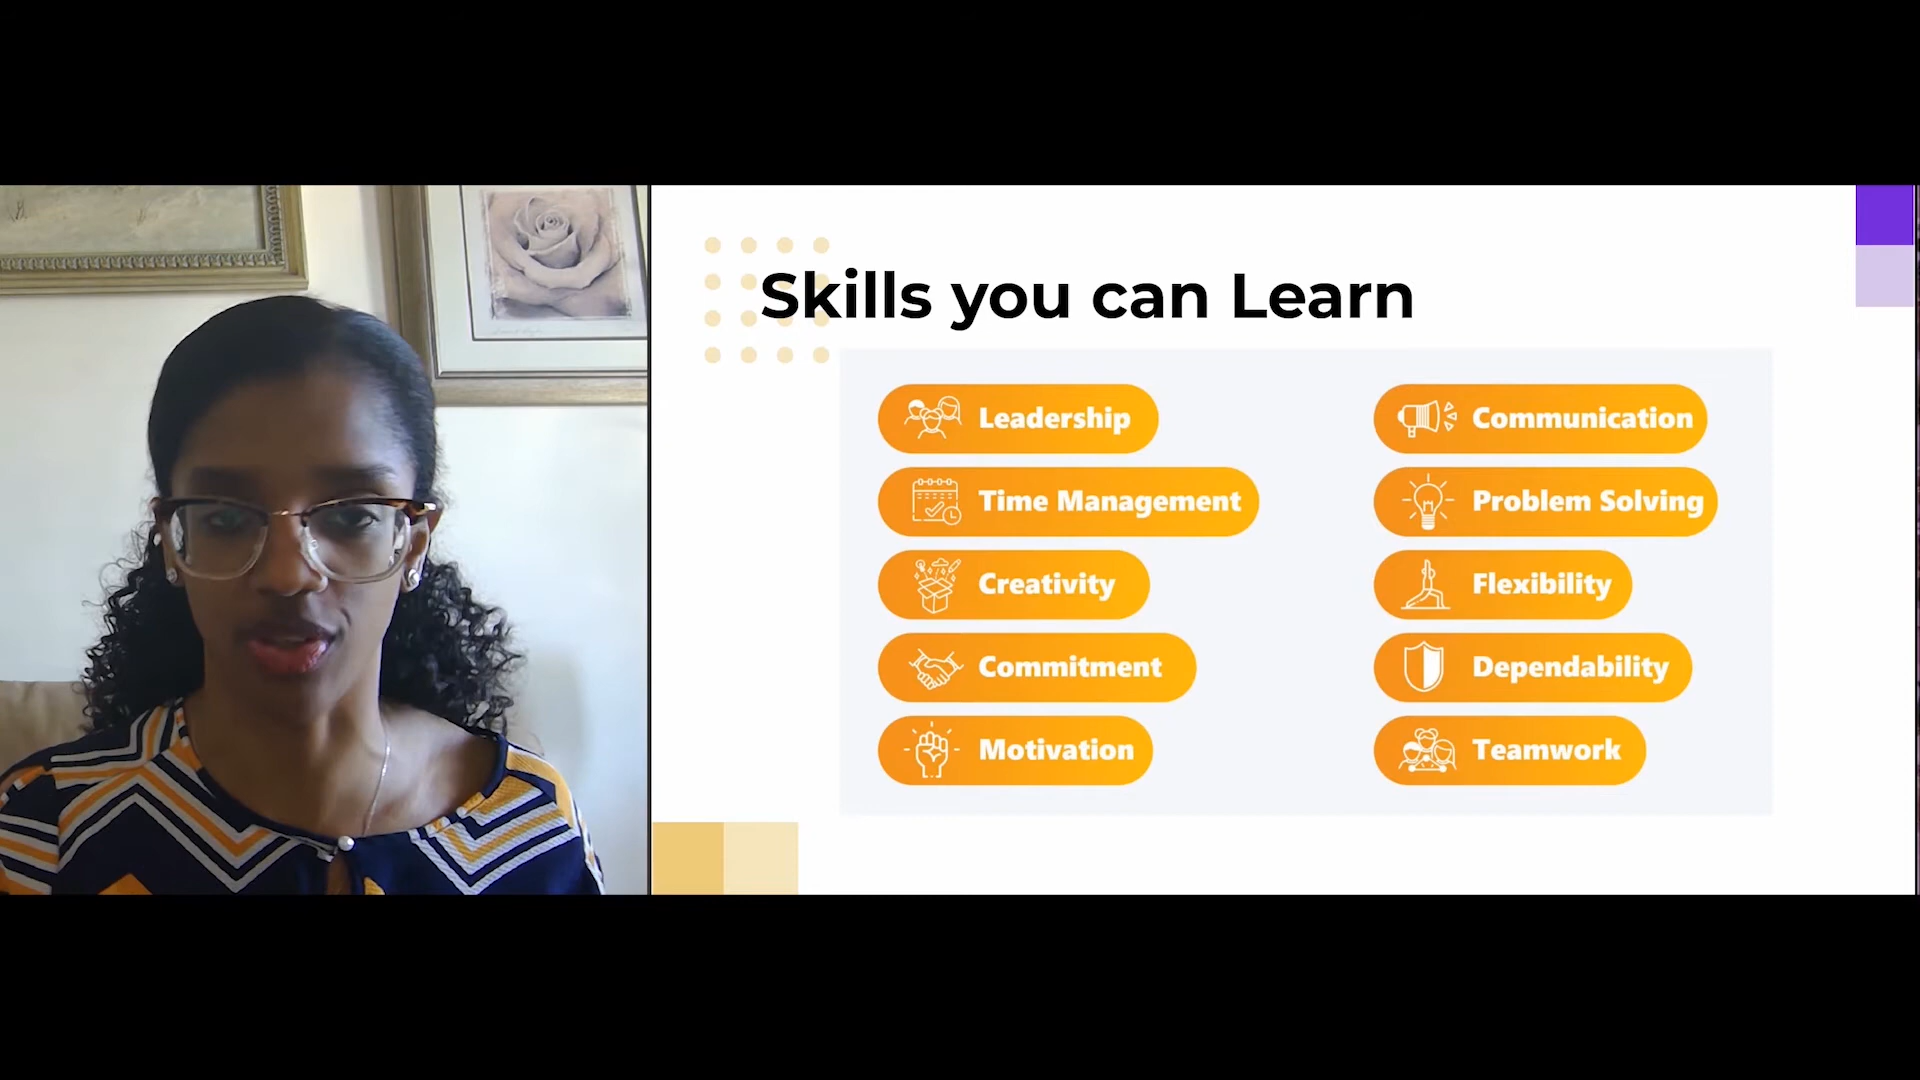 Skills you can Learn
Leadership
Time Management
Creativity
Commitment
Motivation
Communication
Problem Solving
Flexibility
Dependability
Teamwork